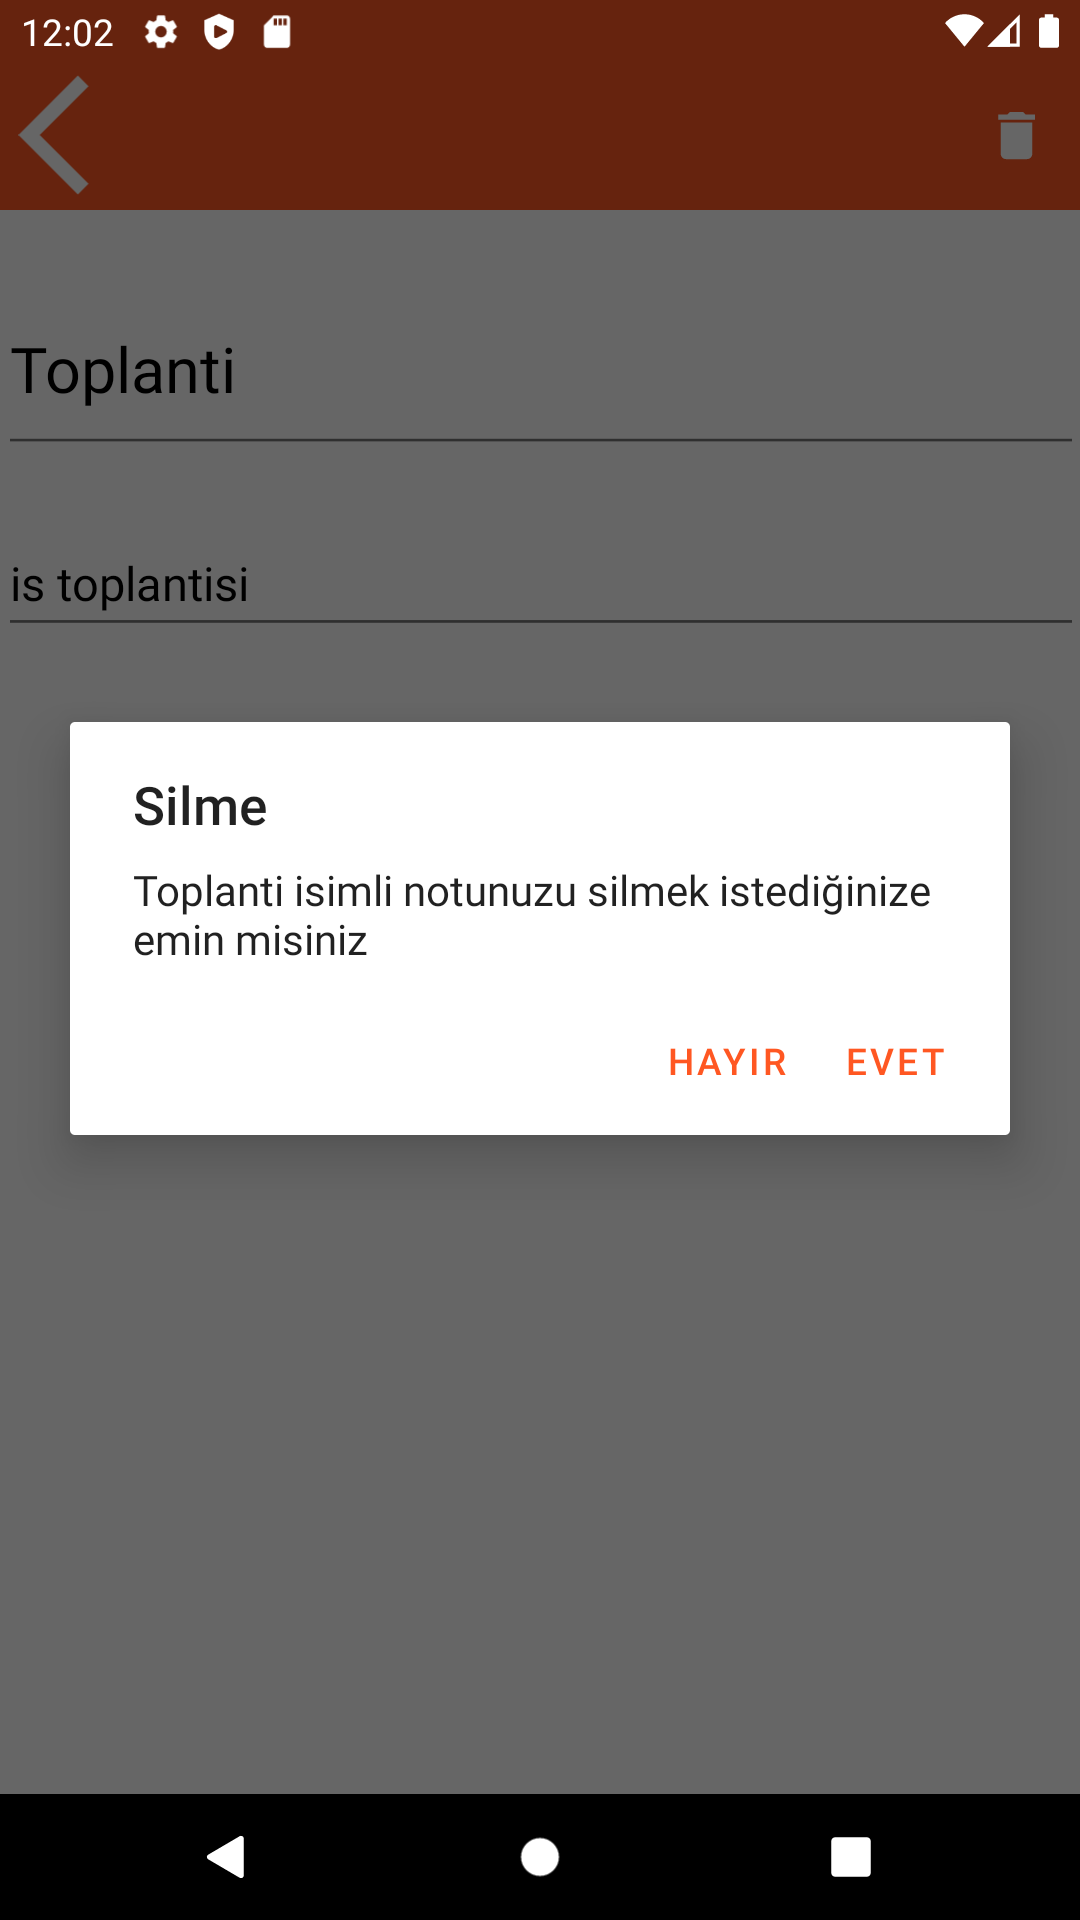 12:02
Toplanti
is toplantisi
Silme
Toplanti isimli notunuzu silmek istediğinize
emin misiniz
HAYIR EVET